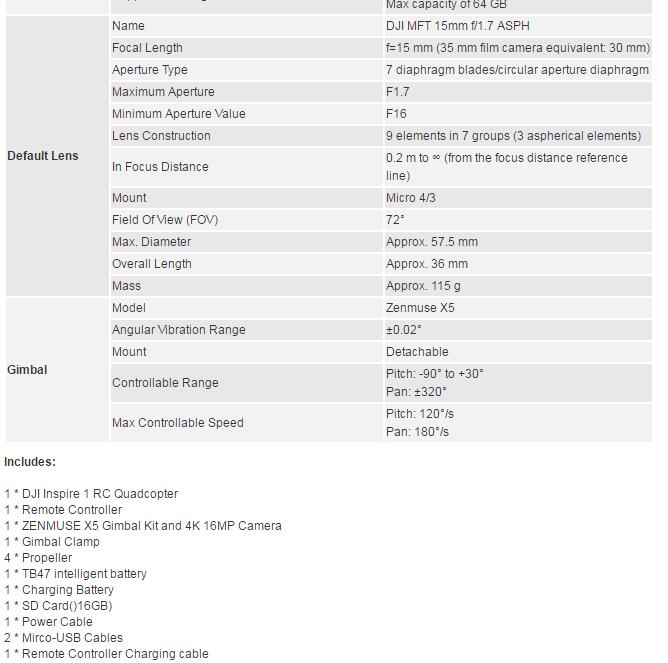 Max capacity of 64 GB
Default Lens
Name DJI MFT 15mm f/1.7 ASPH
Focal Length f=15 mm (35 mm film camera equivalent: 30 mm)
Aperture Type 7 diaphragm blades/circular aperture diaphragm
Maximum Aperture F1.7
Minimum Aperture Value F16
Lens Construction 9 elements in 7 groups (3 aspherical elements)
In Focus Distance 0.2 m to ∞ (from the focus distance reference
line)
Mount Micro 4/3
Field Of View (FOV) 72°
Max. Diameter Approx. 57.5 mm
Overall Length Approx. 36 mm
Mass Approx. 115 g
Gimbal
Model Zenmuse X5
Angular Vibration Range ±0.02°
Mount Detachable
Controllable Range Pitch: -90° to +30°
Pan: ±320°
Max Controllable Speed Pitch: 120°/s
Pan: 180°/s
Includes:
1 * DJI Inspire 1 RC Quadcopter
1 * Remote Controller
1 * ZENMUSE X5 Gimbal Kit and 4K 16MP Camera
1 * Gimbal Clamp
4 * Propeller
1 * TB47 intelligent battery
1 * Charging Battery
1 * SD Card()16GB)
1 * Power Cable
2 * Mirco-USB Cables
1 * Remote Controller Charging cable